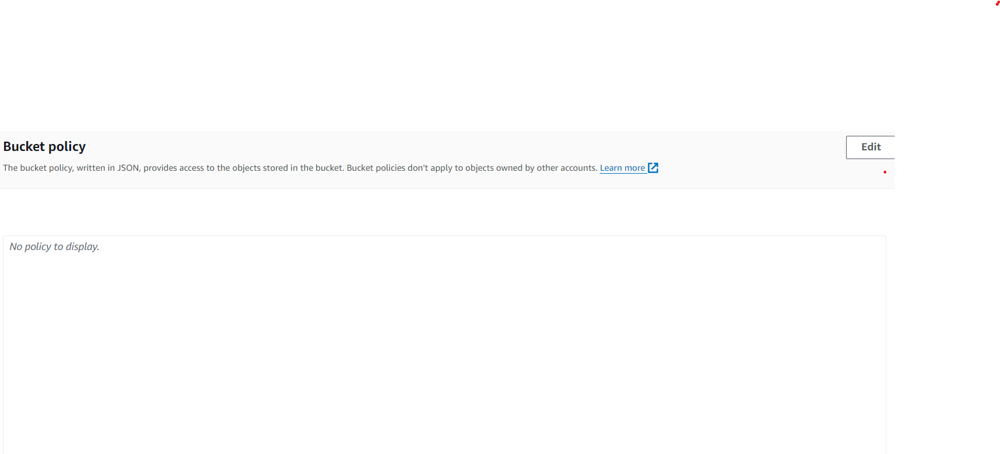 Bucket policy
Edit
The bucket policy, written in JSON, provides access to the objects stored in the bucket. Bucket policies don't apply to objects owned by other accounts. Learn more
No policy to display.